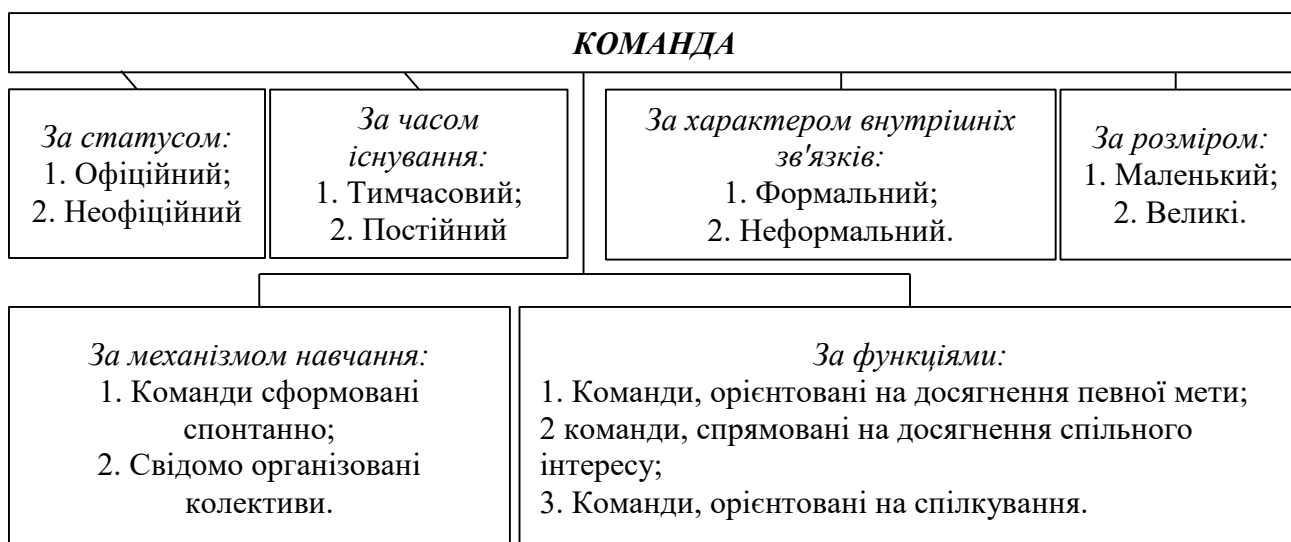 КОМАНДА
За статусом:
1. Офіційний;
2. Неофіційний
За часом
існування:
1. Тимчасовий;
2. Постійний
За характером внутрішніх
зв'язків:
1. Формальний;
2. Неформальний.
За розміром:
1. Маленький;
2. Великі.
За механізмом навчання:
1. Команди сформовані
спонтанно;
2. Свідомо організовані
колективи.
За функціями:
1. Команди, орієнтовані на досягнення певної мети;
2 команди, спрямовані на досягнення спільного
інтересу;
3. Команди, орієнтовані на спілкування.